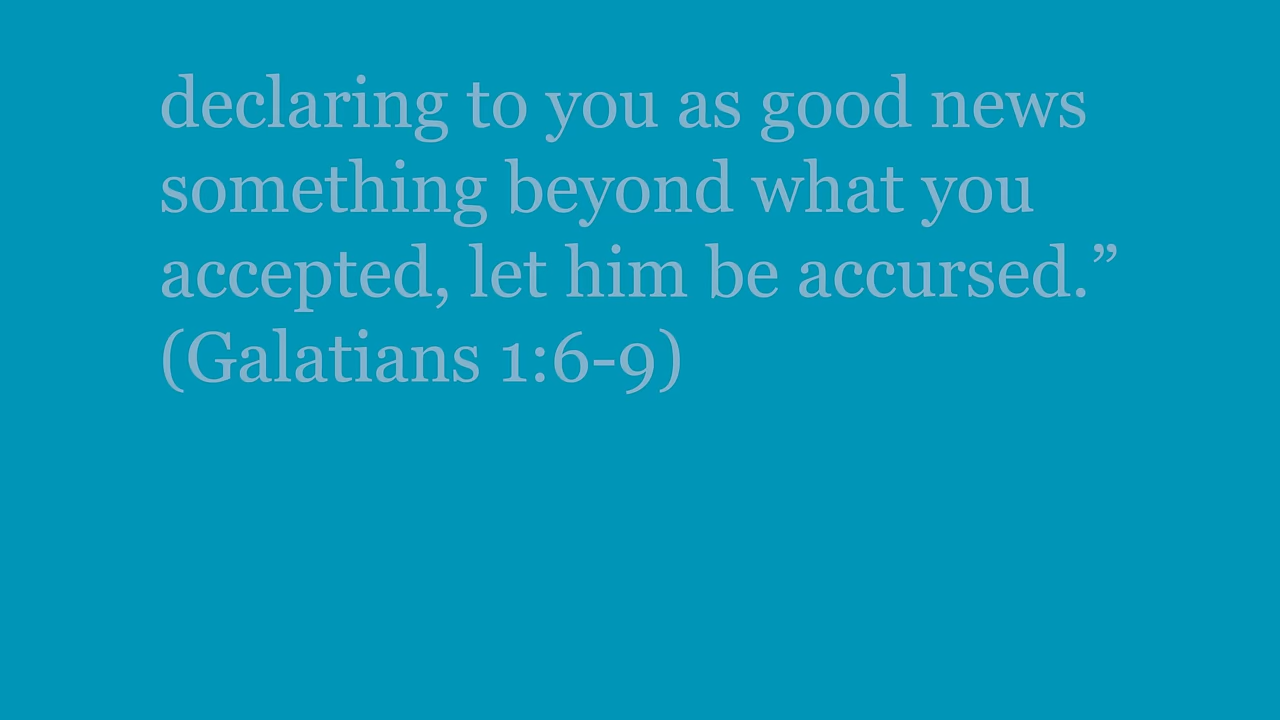 declaring to you as good news
something beyond what you
accepted, let him be accursed.”
(Galatians 1:6-9)